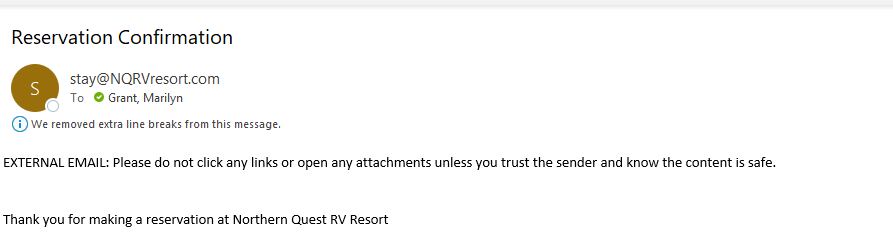 Reservation Confirmation
S
stay@NQRVresort.com
To Grant, Marilyn
We removed extra line breaks from this message.
EXTERNAL EMAIL: Please do not click any links or open any attachments unless you trust the sender and know the content is safe.
Thank you for making a reservation at Northern Quest RV Resort